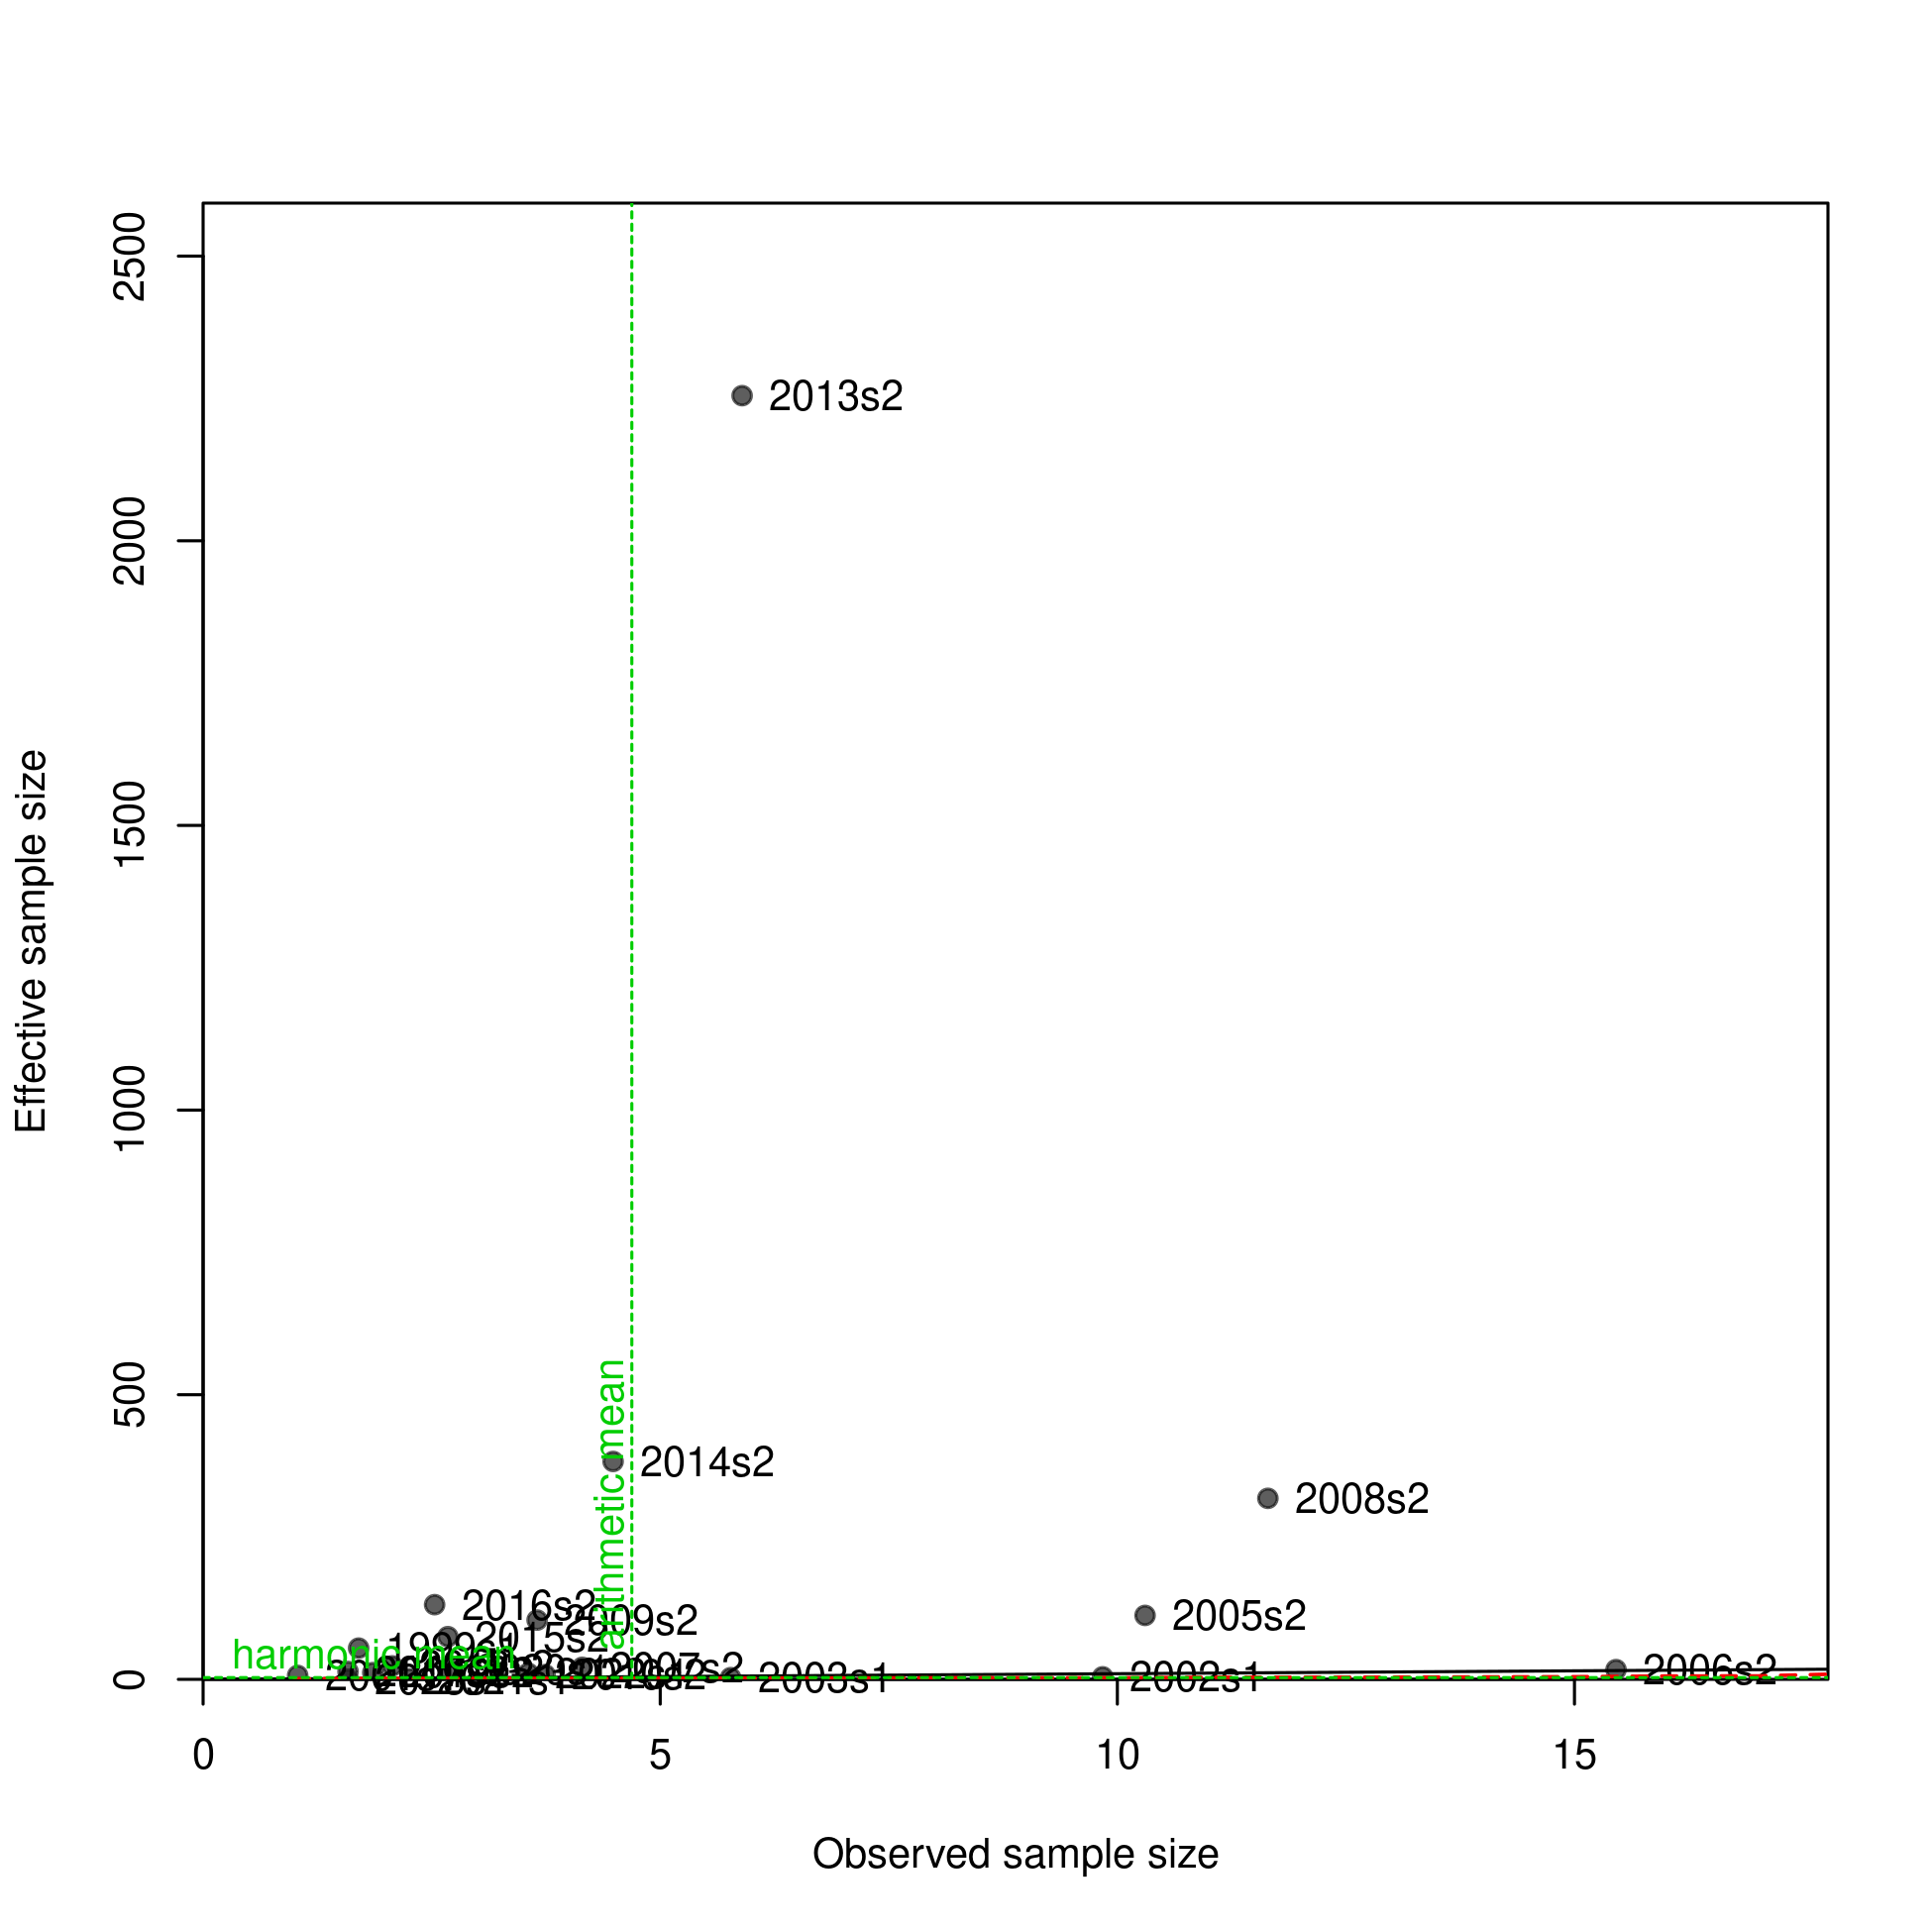 2500
2000
1500
1000
500
0
Effective sample size
2013s2
arithmetic mean
2014s2
2008s2
2016s2
2009s2
2005s2
2015s2
harmonic mean
2007s2
2003s1
2002s1
2006s2
0
5
10
15
Observed sample size